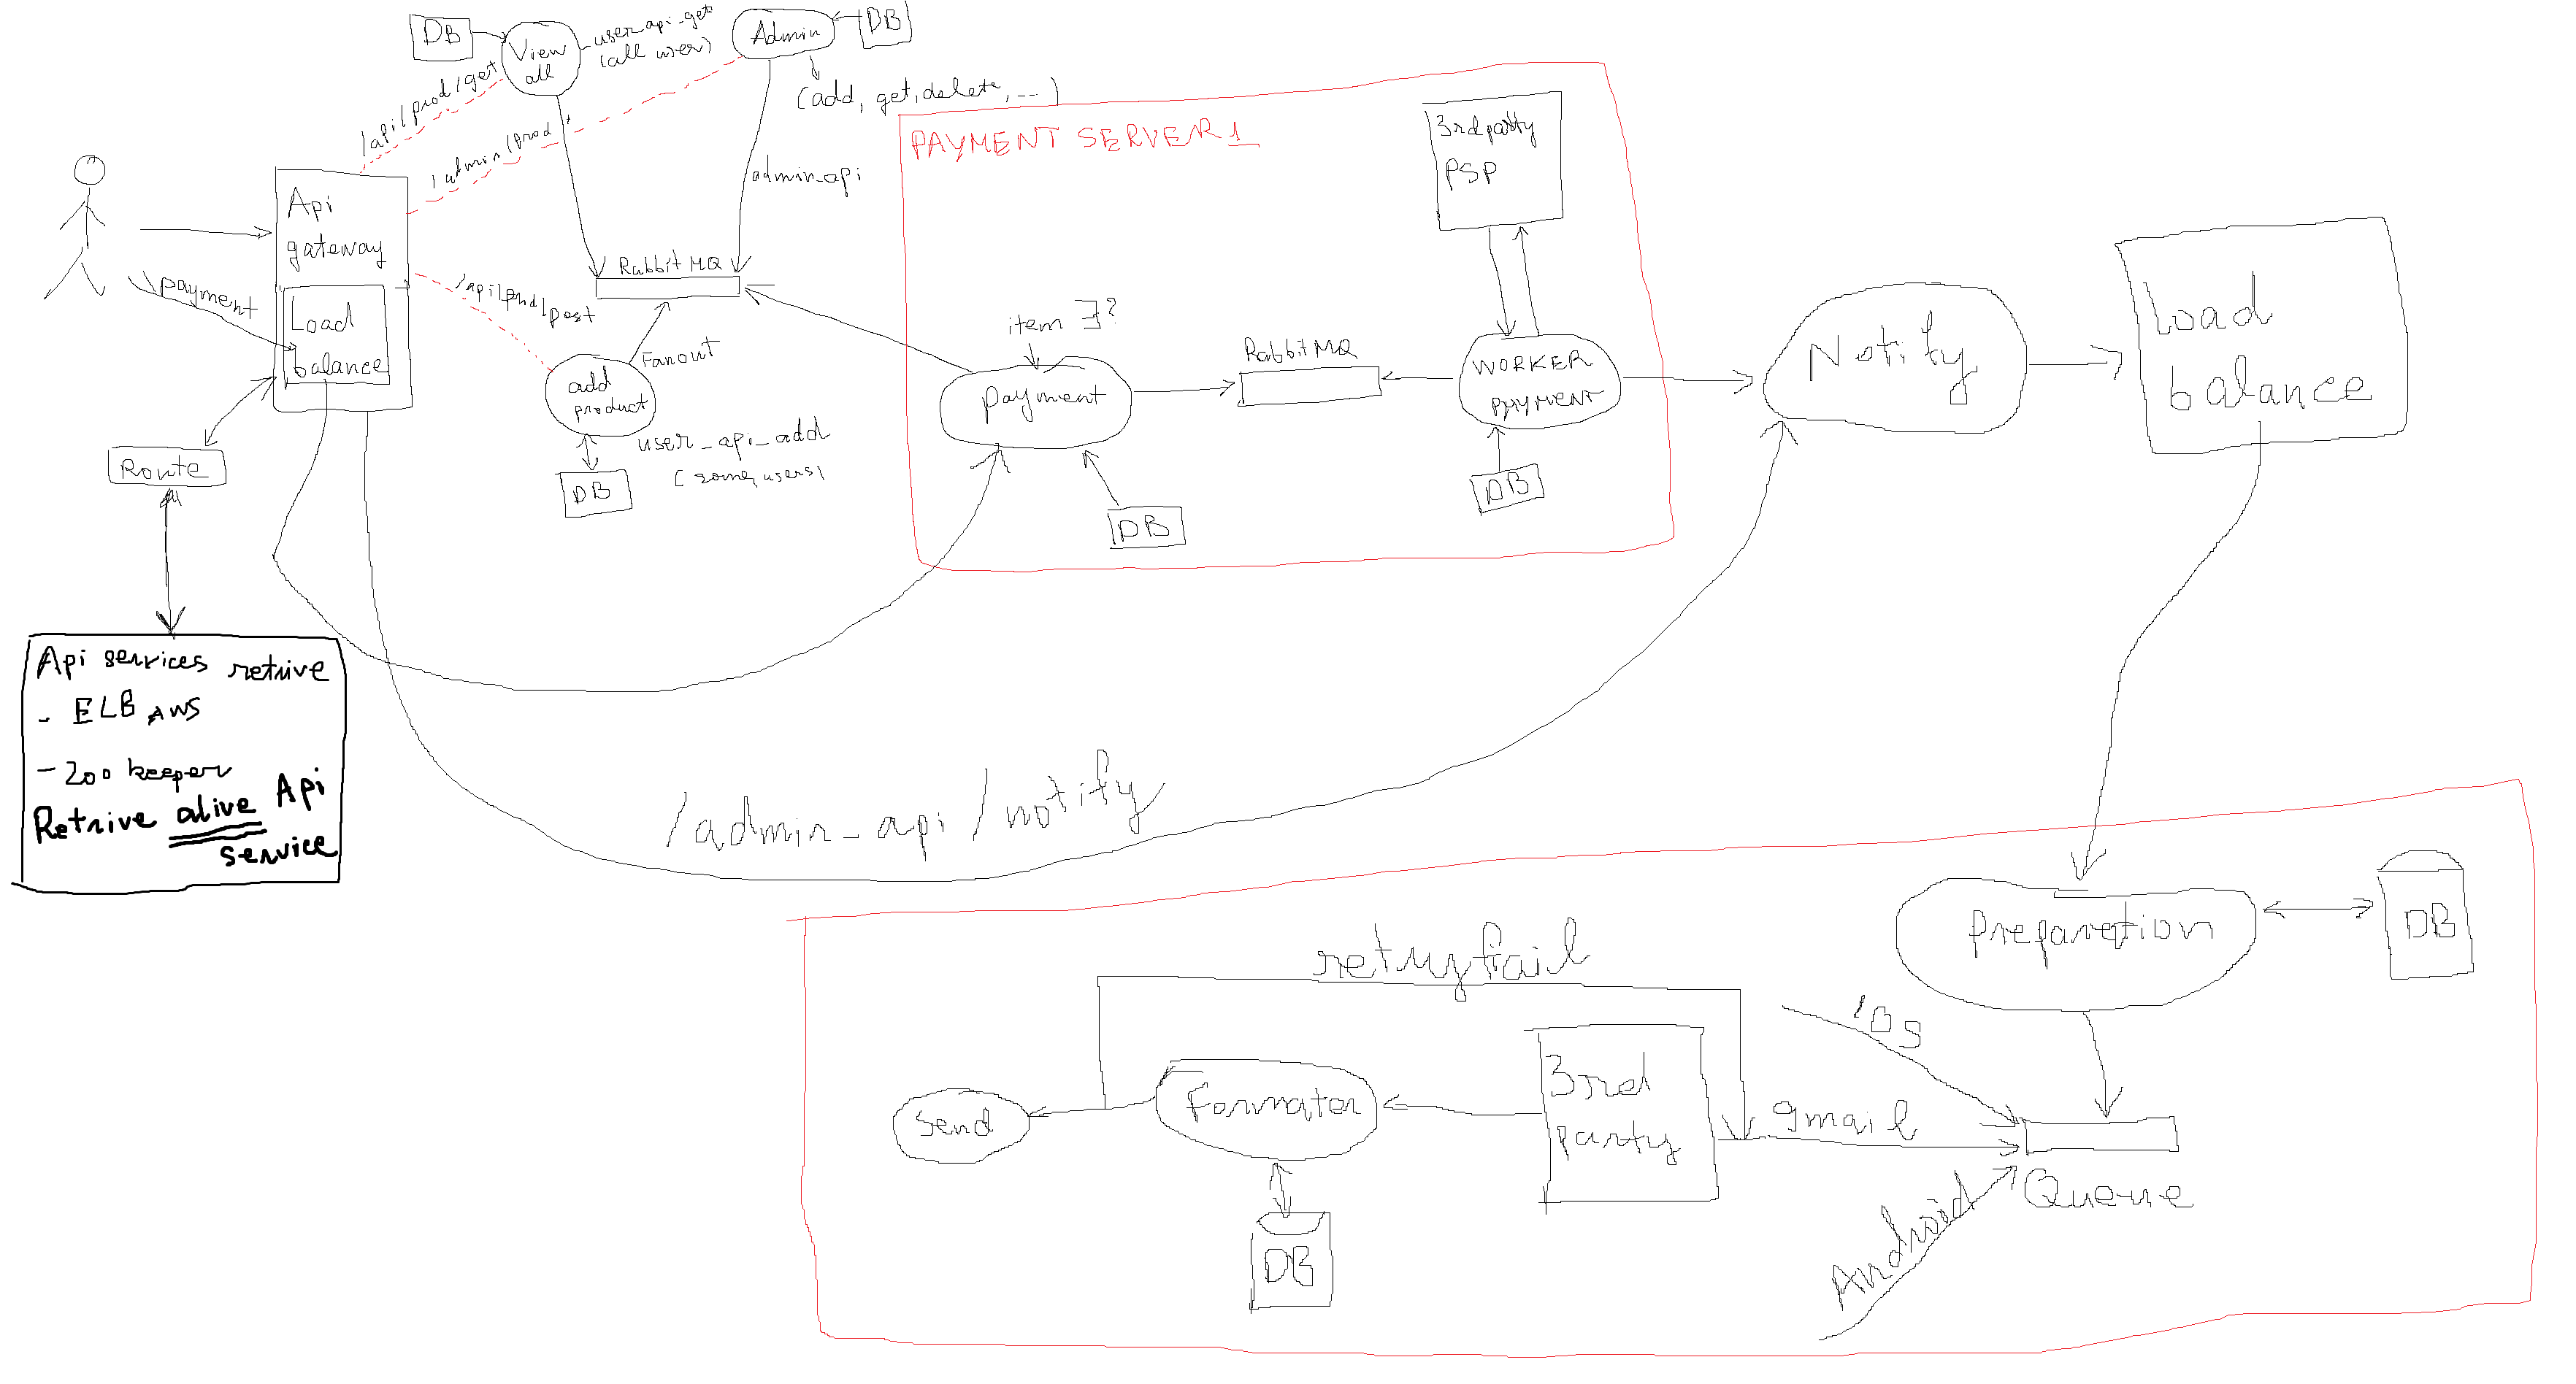 DB
View
all
user_api_get
(all user)
Admin
DB
(add, get, delete, ...)
/api/prod/get
/admin/prod
admin_api
Api
gateway
\payment
Load
balance
/api/prod/post
RabbitMQ
Fanout
add
product
user_api_add
(some, users)
DB
Route
Api services retrive
- ELB AWS
- Zoo keeper
Retrive alive Api
service
PAYMENT SERVER 1
3rd party
PSP
item ∃?
payment
RabbitMQ
WORKER
PAYMENT
DB
DB
Notify
Load
balance
/admin_api/notify
preparation
DB
retry fail
IOS
3rd
party
Formater
Send
DB
gmail
Android
Queue